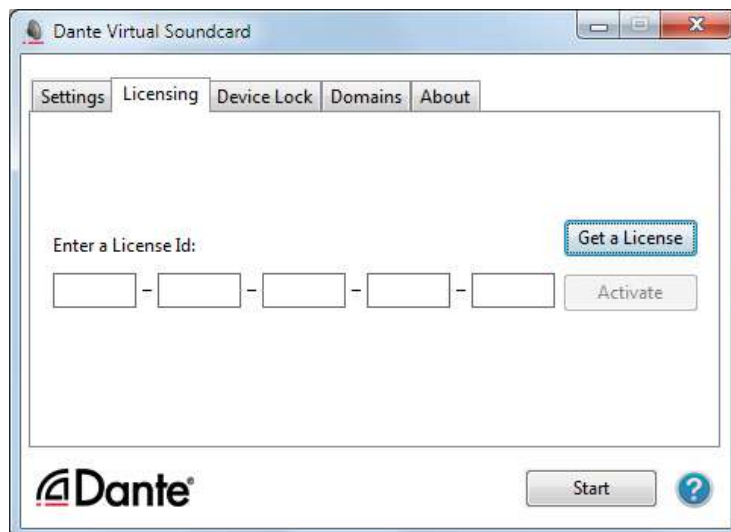 Dante Virtual Soundcard
Settings Licensing Device Lock Domains About
Get a License
Enter a License Id:
– – – –
Activate
Dante®
Start
?